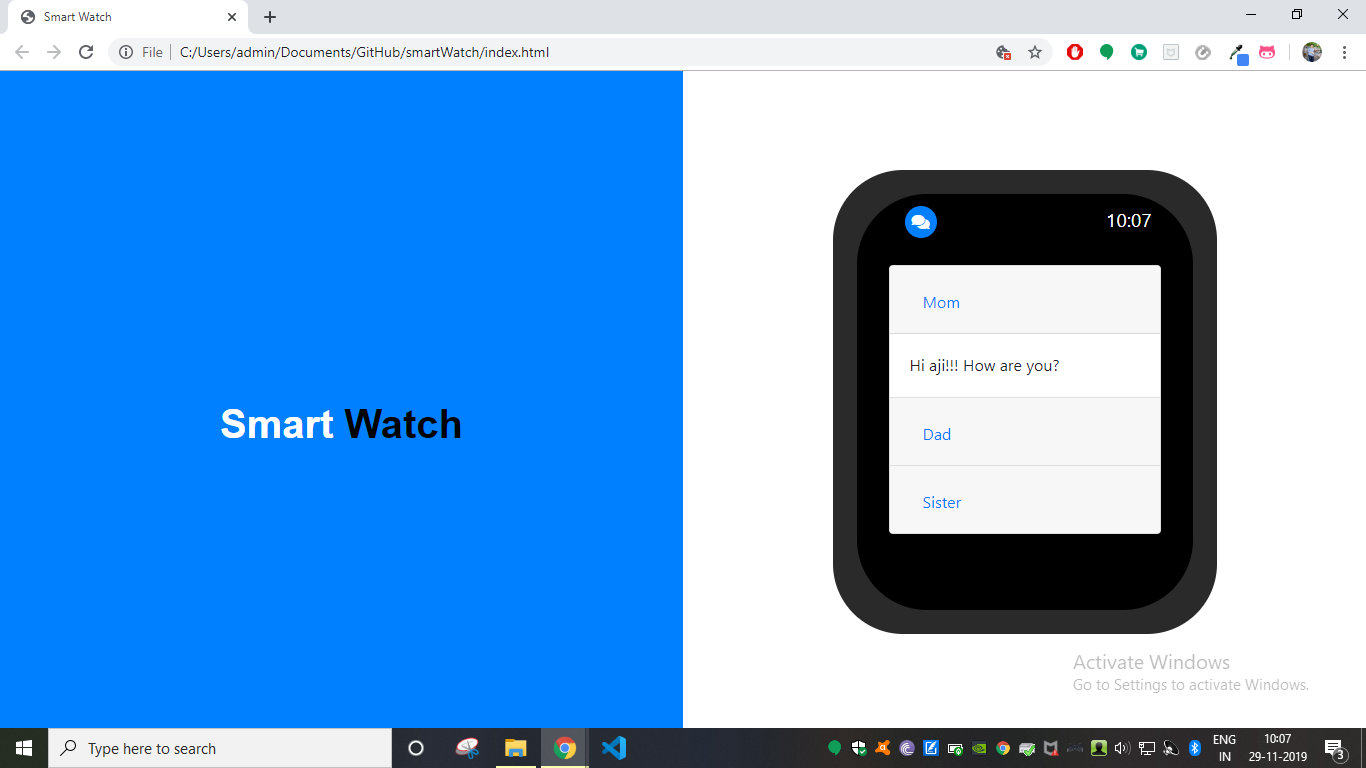 Smart Watch
File
C:/Users/admin/Documents/GitHub/smartWatch/index.html
Smart Watch
10:07
Mom
Hi aji!!! How are you?
Dad
Sister
Activate Windows
Go to Settings to activate Windows.
Type here to search
ENG
IN
10:07
29-11-2019
3